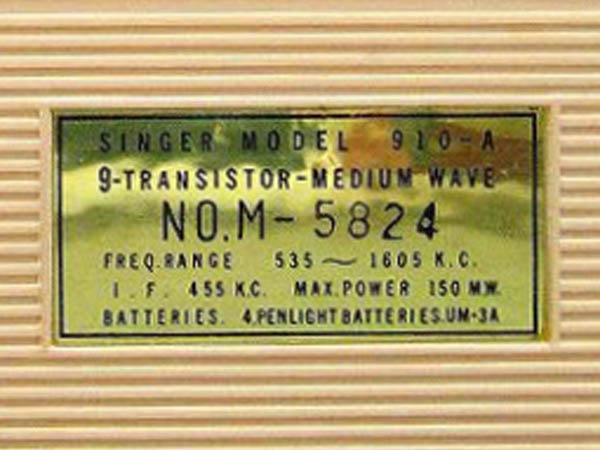 SINGER MODEL 910-A
9-TRANSISTOR-MEDIUM WAVE
NO.M-5824
FREQ.RANGE 535~1605 K.C.
I.F. 455 K.C. MAX.POWER 150 MW.
BATTERIES. 4.PENLIGHT BATTERIES.UM-3A